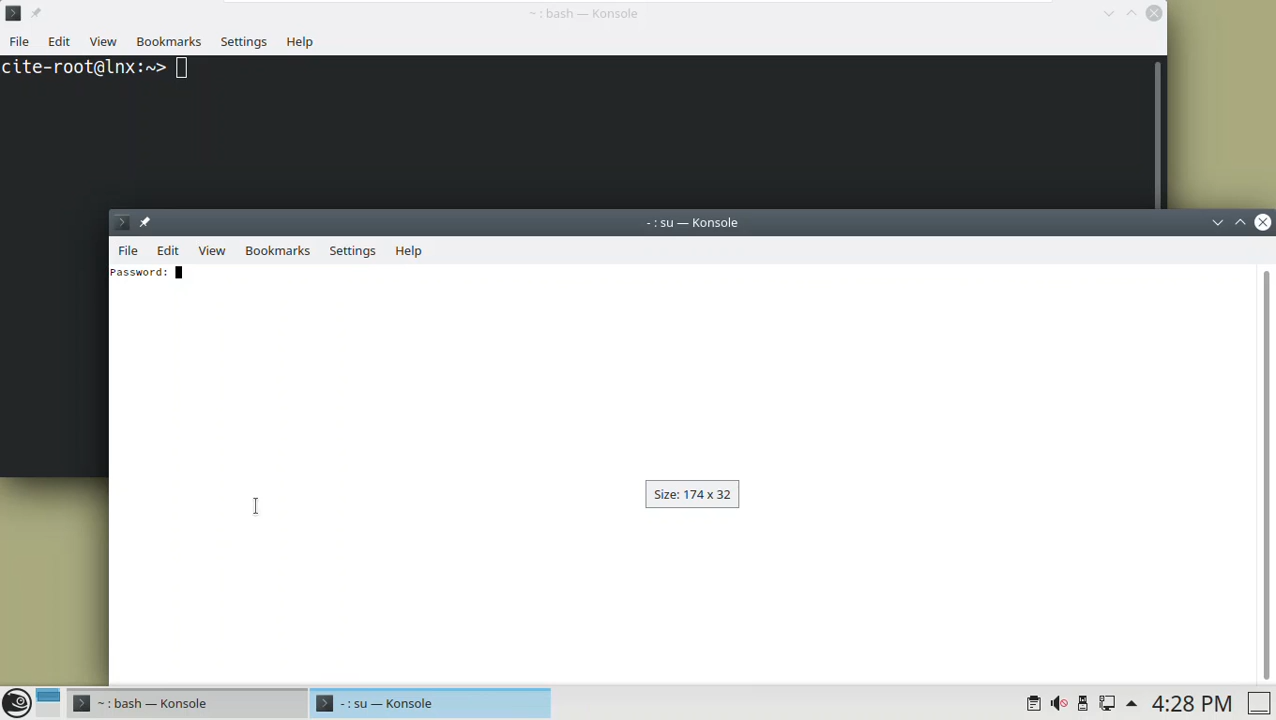 ~ : bash — Konsole
File Edit View Bookmarks Settings Help
cite-root@lnx:~>
- : su — Konsole
File Edit View Bookmarks Settings Help
Password:
Size: 174 x 32
~ : bash — Konsole
- : su — Konsole
4:28 PM